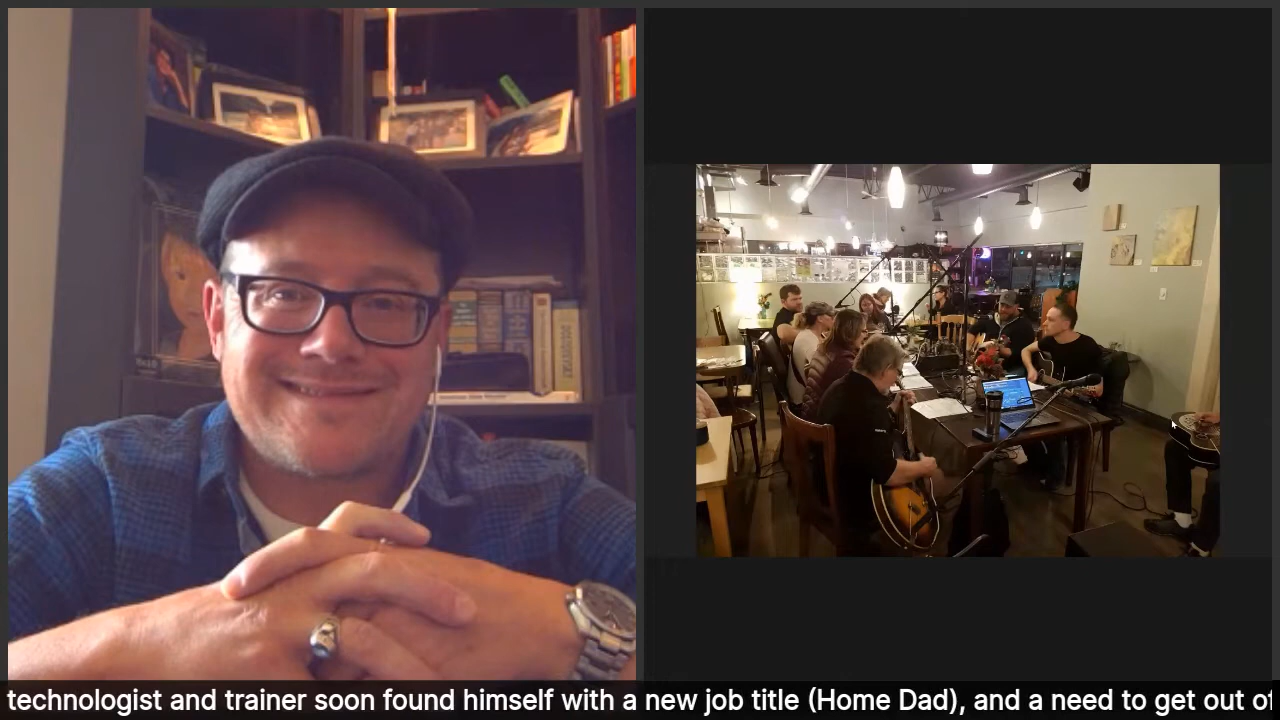 technologist and trainer soon found himself with a new job title (Home Dad), and a need to get out of